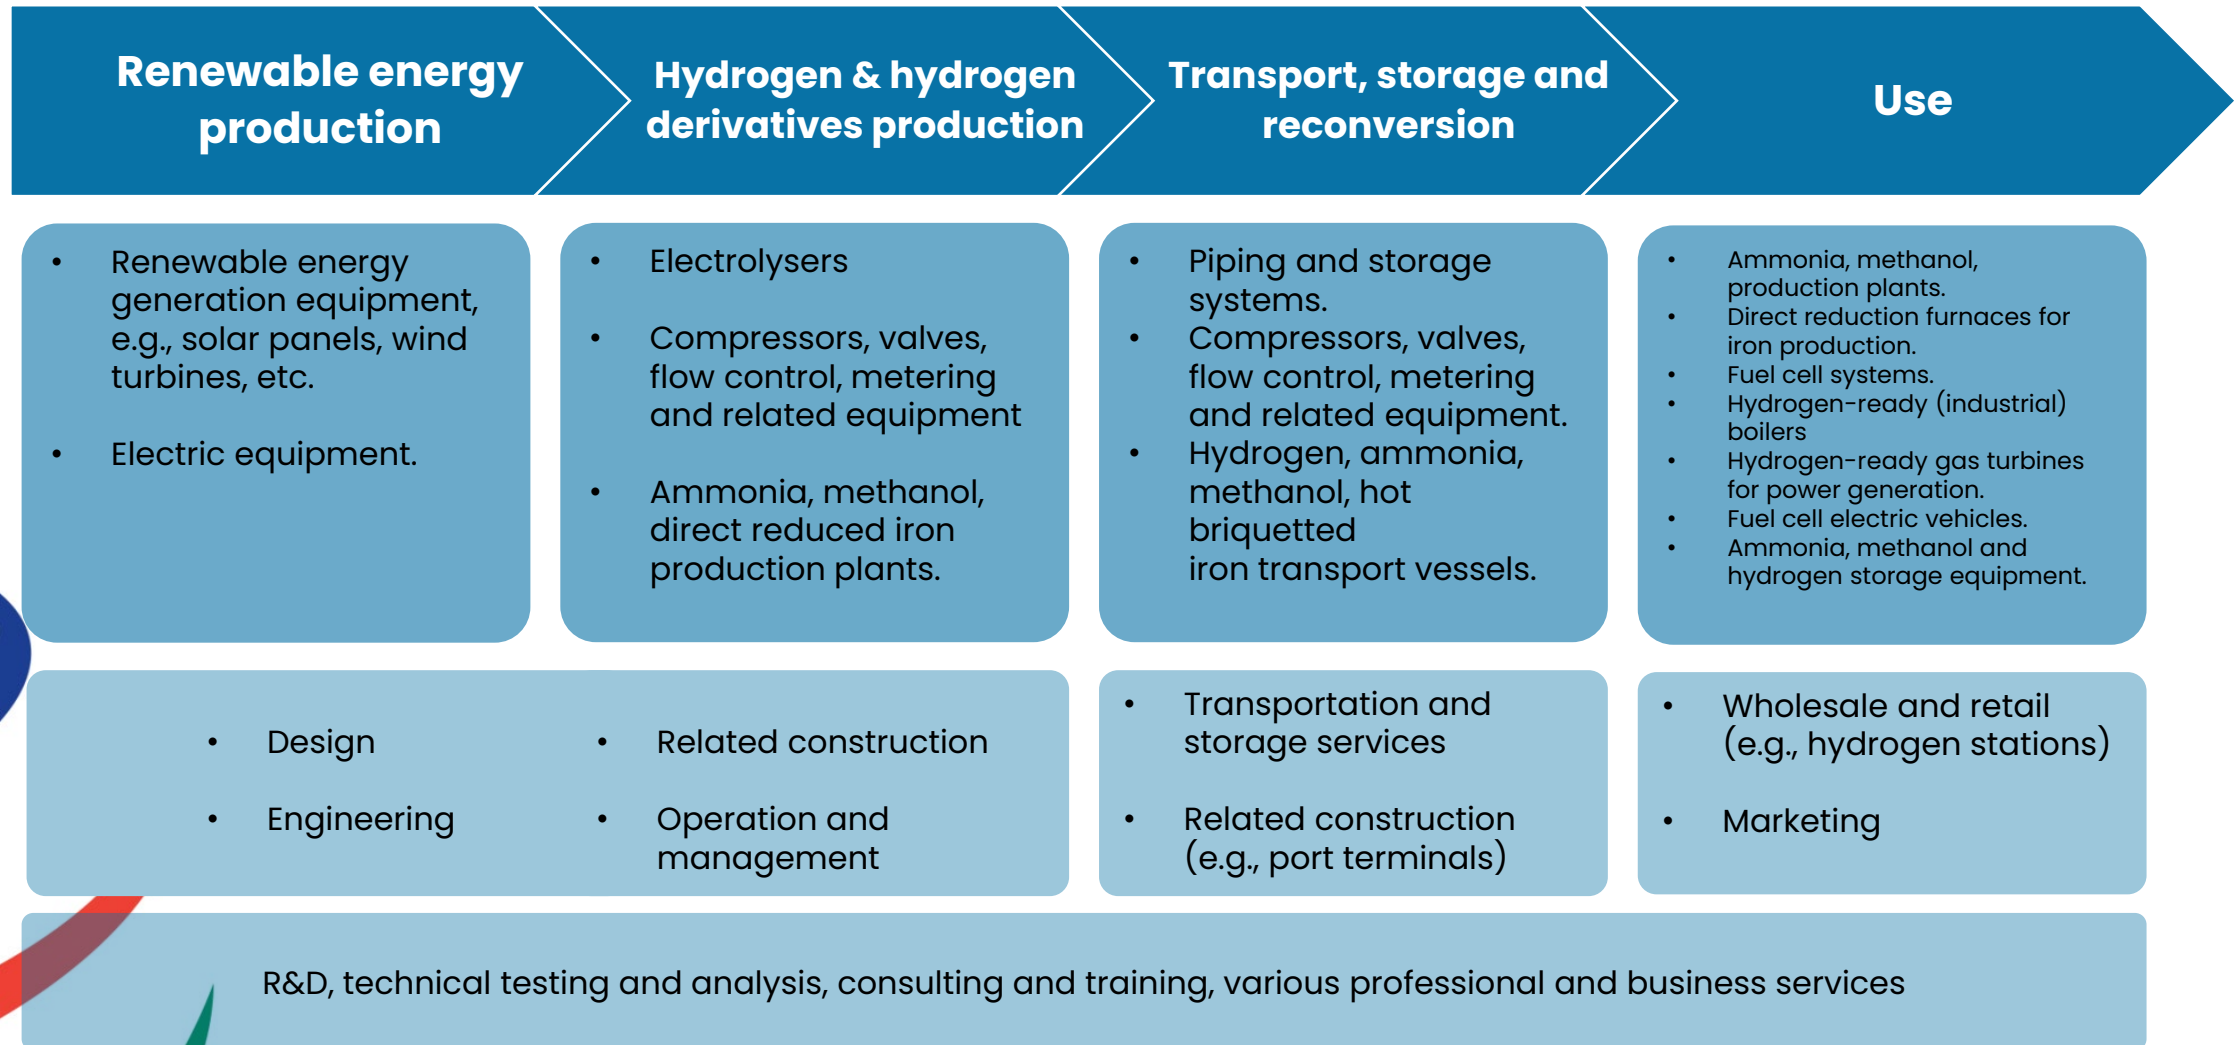 Renewable energy
production
Hydrogen & hydrogen
derivatives production
Transport, storage and
reconversion
Use
• Renewable energy
generation equipment,
e.g., solar panels, wind
turbines, etc.
• Electric equipment.
• Electrolysers
• Compressors, valves,
flow control, metering
and related equipment
• Ammonia, methanol,
direct reduced iron
production plants.
• Piping and storage
systems.
• Compressors, valves,
flow control, metering
and related equipment.
• Hydrogen, ammonia,
methanol, hot
briquetted
iron transport vessels.
• Ammonia, methanol,
production plants.
• Direct reduction furnaces for
iron production.
• Fuel cell systems.
• Hydrogen-ready (industrial)
boilers
• Hydrogen-ready gas turbines
for power generation.
• Fuel cell electric vehicles.
• Ammonia, methanol and
hydrogen storage equipment.
• Design
• Engineering
• Related construction
• Operation and
management
• Transportation and
storage services
• Related construction
(e.g., port terminals)
• Wholesale and retail
(e.g., hydrogen stations)
• Marketing
R&D, technical testing and analysis, consulting and training, various professional and business services